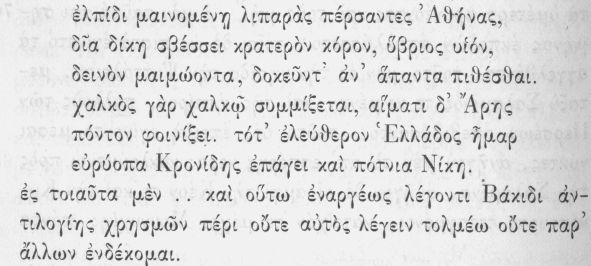 ἐλπίδι μαινομένῃ λιπαρὰς πέρσαντες Ἀθήνας,
δῖα δίκη σβέσσει κρατερὸν κόρον, ὕβριος υἱόν,
δεινὸν μαιμώοντα, δοκεῦντ' ἀν' ἅπαντα πιθέσθαι.
χαλκὸς γὰρ χαλκῷ συμμίξεται, αἵματι δ' Ἄρης
πόντον φοινίξει. τότ' ἐλεύθερον Ἑλλάδος ἦμαρ
εὐρύοπα Κρονίδης ἐπάγει καὶ πότνια Νίκη.
ἐς τοιαῦτα μὲν . . καὶ οὕτω ἐναργέως λέγοντι Βάκιδι ἀν-
τιλογίης χρησμῶν πέρι οὔτε αὐτὸς λέγειν τολμέω οὔτε παρ'
ἄλλων ἐνδέκομαι.